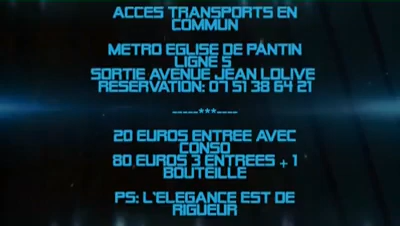 ACCES TRANSPORTS EN
COMMUN
METRO EGLISE DE PANTIN
LIGNE 5
SORTIE AVENUE JEAN LOLIVE
RESERVATION: 07 51 38 64 21
-----***----
20 EUROS ENTREE AVEC
CONSO
80 EUROS 3 ENTREES + 1
BOUTEILLE
PS: L'ELEGANCE EST DE
RIGUEUR